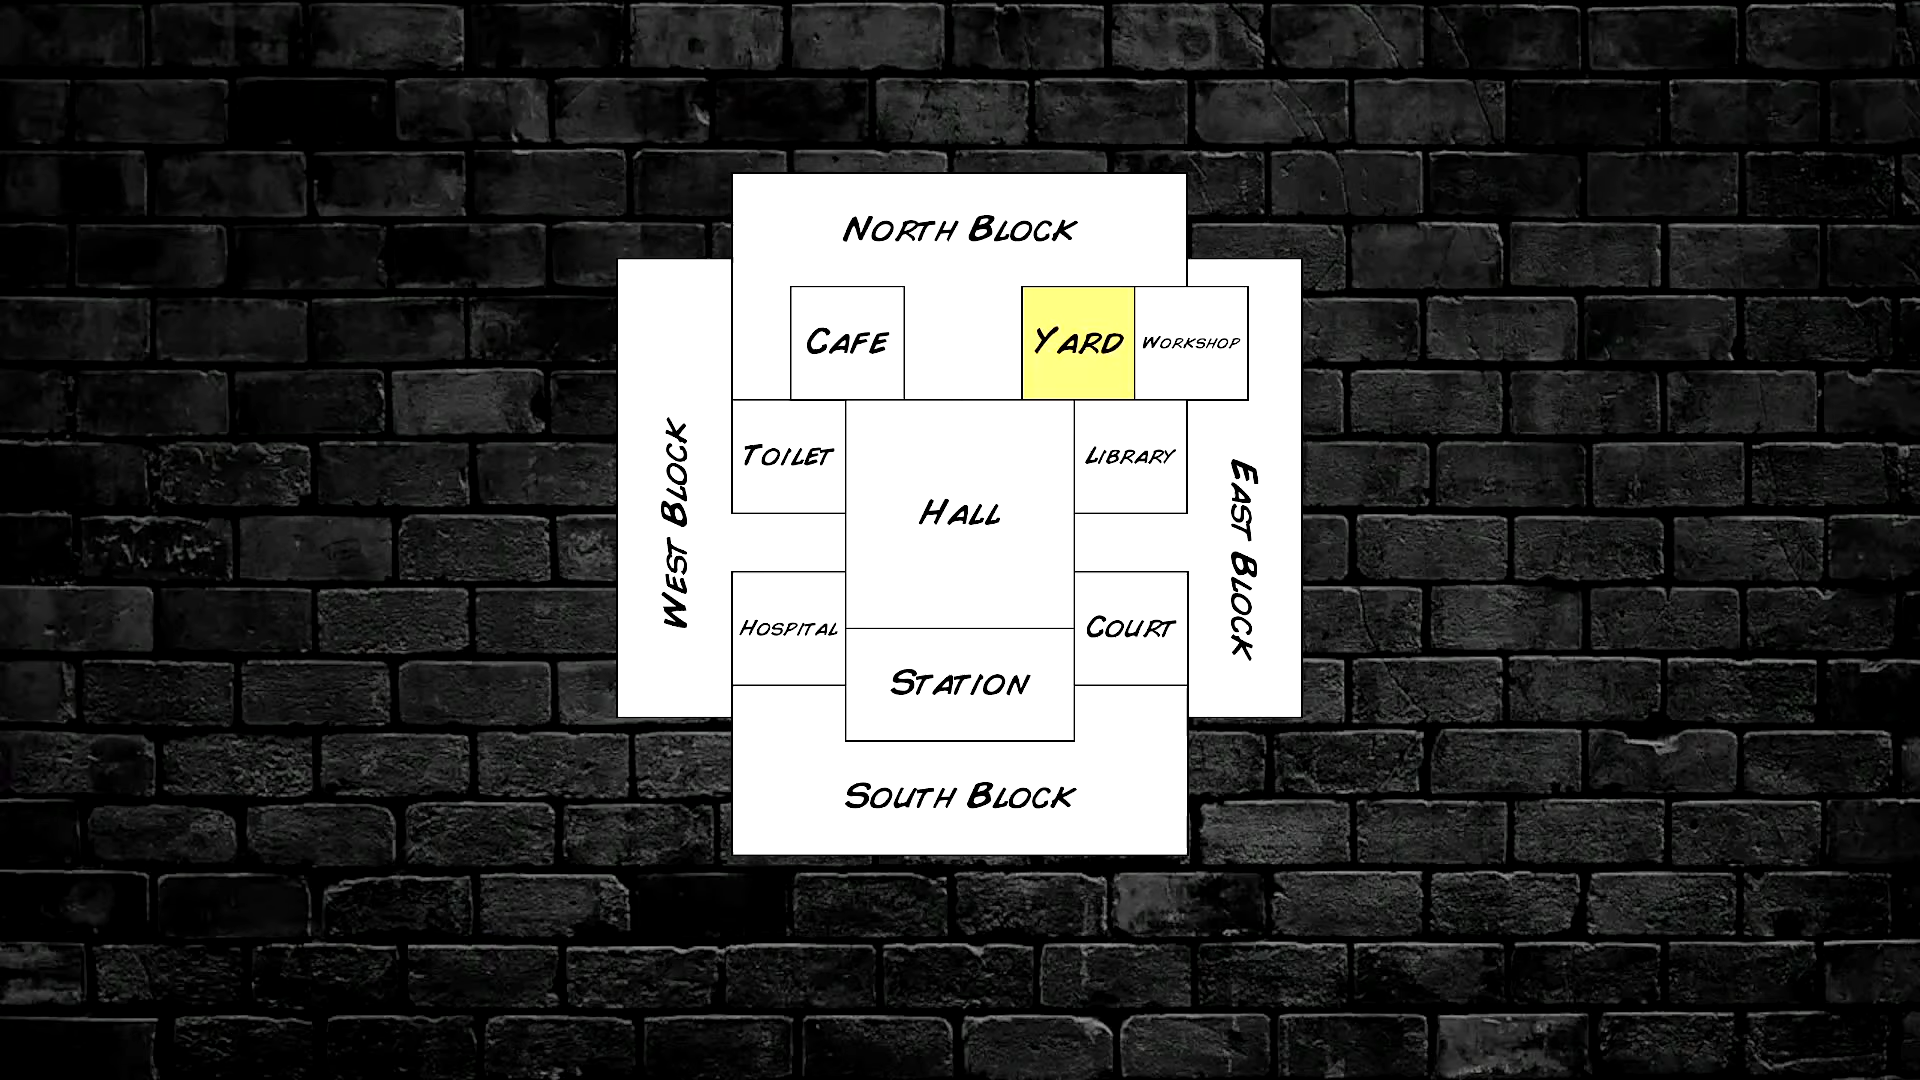 North Block
Cafe
Yard
Workshop
Toilet
Library
West Block
Hall
East Block
Hospital
Court
Station
South Block